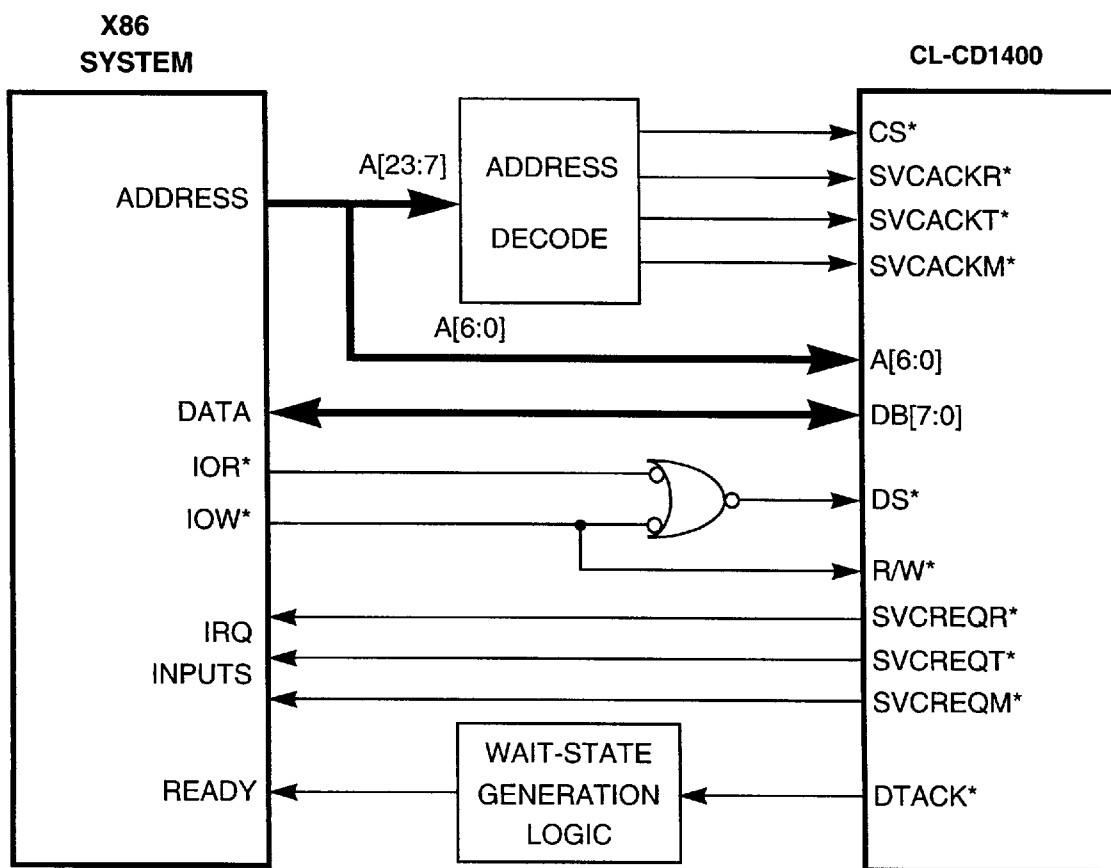 X86
SYSTEM
CL-CD1400
ADDRESS
A[23:7]
ADDRESS
DECODE
CS*
SVCACKR*
SVCACKT*
SVCACKM*
A[6:0]
A[6:0]
DATA
DB[7:0]
IOR*
IOW*
DS*
R/W*
IRQ
INPUTS
SVCREQR*
SVCREQT*
SVCREQM*
READY
WAIT-STATE
GENERATION
LOGIC
DTACK*